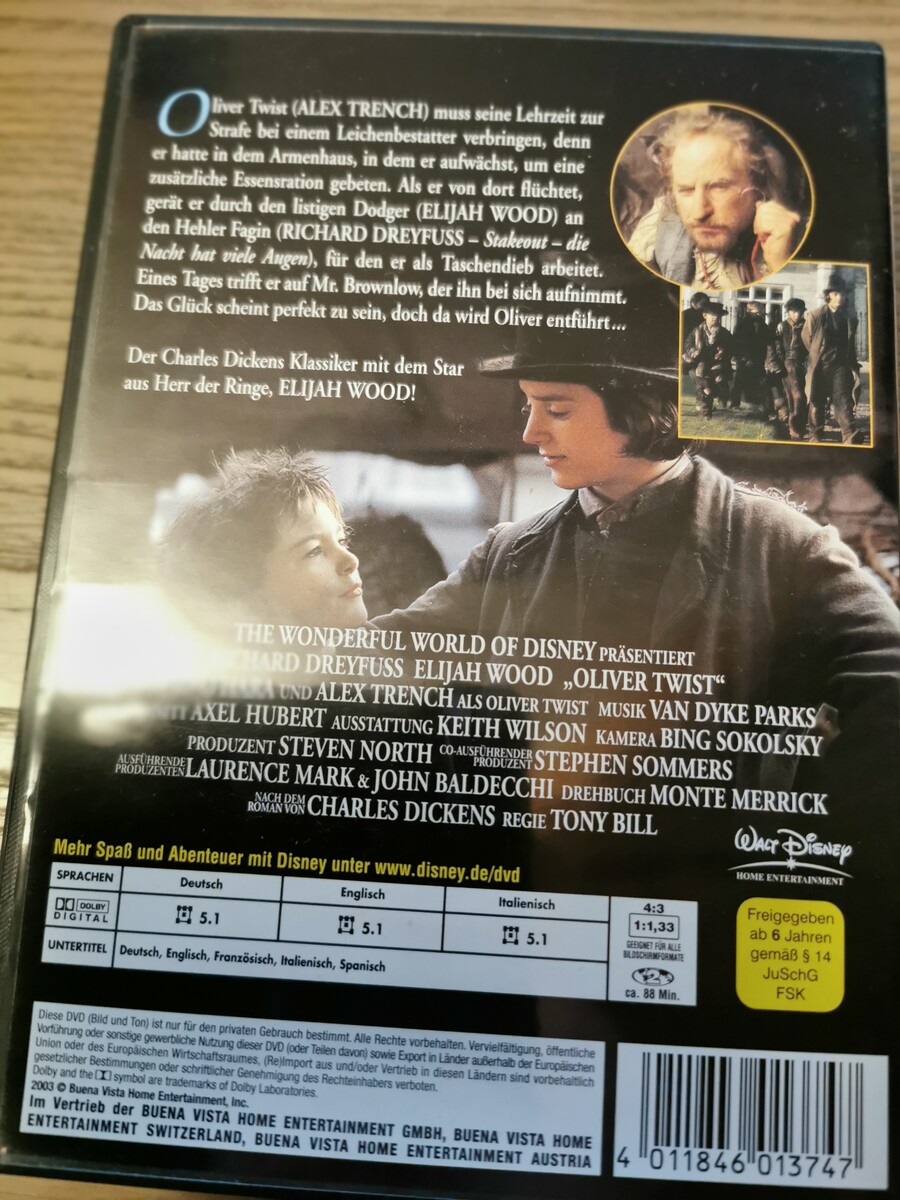 Oliver Twist (ALEX TRENCH) muss seine Lehrzeit zur
Strafe bei einem Leichenbestatter verbringen, denn
er hatte in dem Armenhaus, in dem er aufwächst, um eine
zusätzliche Essensration gebeten. Als er von dort flüchtet,
gerät er durch den listigen Dodger (ELIJAH WOOD) an
den Hehler Fagin (RICHARD DREYFUSS – Stakeout – die
Nacht hat viele Augen), für den er als Taschendieb arbeitet.
Eines Tages trifft er auf Mr. Brownlow, der ihn bei sich aufnimmt.
Das Glück scheint perfekt zu sein, doch da wird Oliver entführt...
Der Charles Dickens Klassiker mit dem Star
aus Herr der Ringe, ELIJAH WOOD!
THE WONDERFUL WORLD OF DISNEY PRÄSENTIERT
DREYFUSS ELIJAH WOOD „OLIVER TWIST“
UND ALEX TRENCH ALS OLIVER TWIST MUSIK VAN DYKE PARKS
AXEL HUBERT AUSSTATTUNG KEITH WILSON KAMERA BING SOKOLSKY
PRODUZENT STEVEN NORTH CO-AUSFÜHRENDER PRODUZENT STEPHEN SOMMERS
AUSFÜHRENDE PRODUZENTEN LAURENCE MARK & JOHN BALDECCHI DREHBUCH MONTE MERRICK
NACH DEM ROMAN VON CHARLES DICKENS REGIE TONY BILL
WALT DISNEY
HOME ENTERTAINMENT
Mehr Spaß und Abenteuer mit Disney unter www.disney.de/dvd
SPRACHEN Deutsch Englisch Italienisch
DOLBY DIGITAL 5.1 5.1 5.1
UNTERTITEL Deutsch, Englisch, Französisch, Italienisch, Spanisch
4:3
1:1,33
GEEIGNET FÜR ALLE
BILDSCHIRMFORMATE
2
ca. 88 Min.
Freigegeben
ab 6 Jahren
gemäß § 14
JuSchG
FSK
Diese DVD (Bild und Ton) ist nur für den privaten Gebrauch bestimmt. Alle Rechte vorbehalten. Vervielfältigung, öffentliche
Vorführung oder sonstige gewerbliche Nutzung dieser DVD (oder Teilen davon) sowie Export in Länder außerhalb der Europäischen
Union oder des Europäischen Wirtschaftsraumes, (Re)Import aus und/oder Vertrieb in diesen Ländern sind vorbehaltlich
gesetzlicher Bestimmungen oder schriftlicher Genehmigung des Rechteinhabers verboten.
Dolby and the symbol are trademarks of Dolby Laboratories.
2003 © Buena Vista Home Entertainment, Inc.
Im Vertrieb der BUENA VISTA HOME ENTERTAINMENT GMBH, BUENA VISTA HOME
ENTERTAINMENT SWITZERLAND, BUENA VISTA HOME ENTERTAINMENT AUSTRIA
4 011846 013747